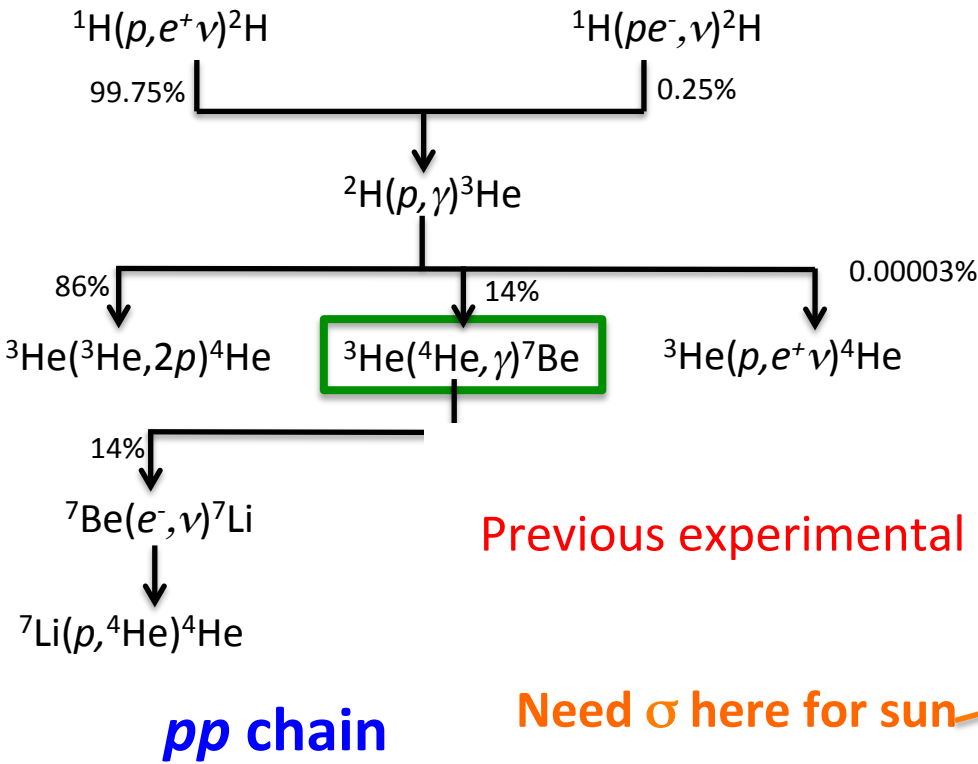 ¹H(p,e⁺ν)²H
¹H(pe⁻,ν)²H
99.75%
0.25%
²H(p,γ)³He
86%
14%
0.00003%
³He(³He,2p)⁴He
³He(⁴He,γ)⁷Be
³He(p,e⁺ν)⁴He
14%
⁷Be(e⁻,ν)⁷Li
Previous experimental
⁷Li(p,⁴He)⁴He
Need σ here for sun
pp chain